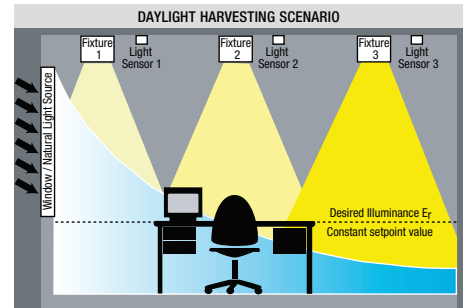 DAYLIGHT HARVESTING SCENARIO
Fixture
1
Light
Sensor 1
Fixture
2
Light
Sensor 2
Fixture
3
Light
Sensor 3
Window / Natural Light Source
Desired Illuminance Er
Constant setpoint value